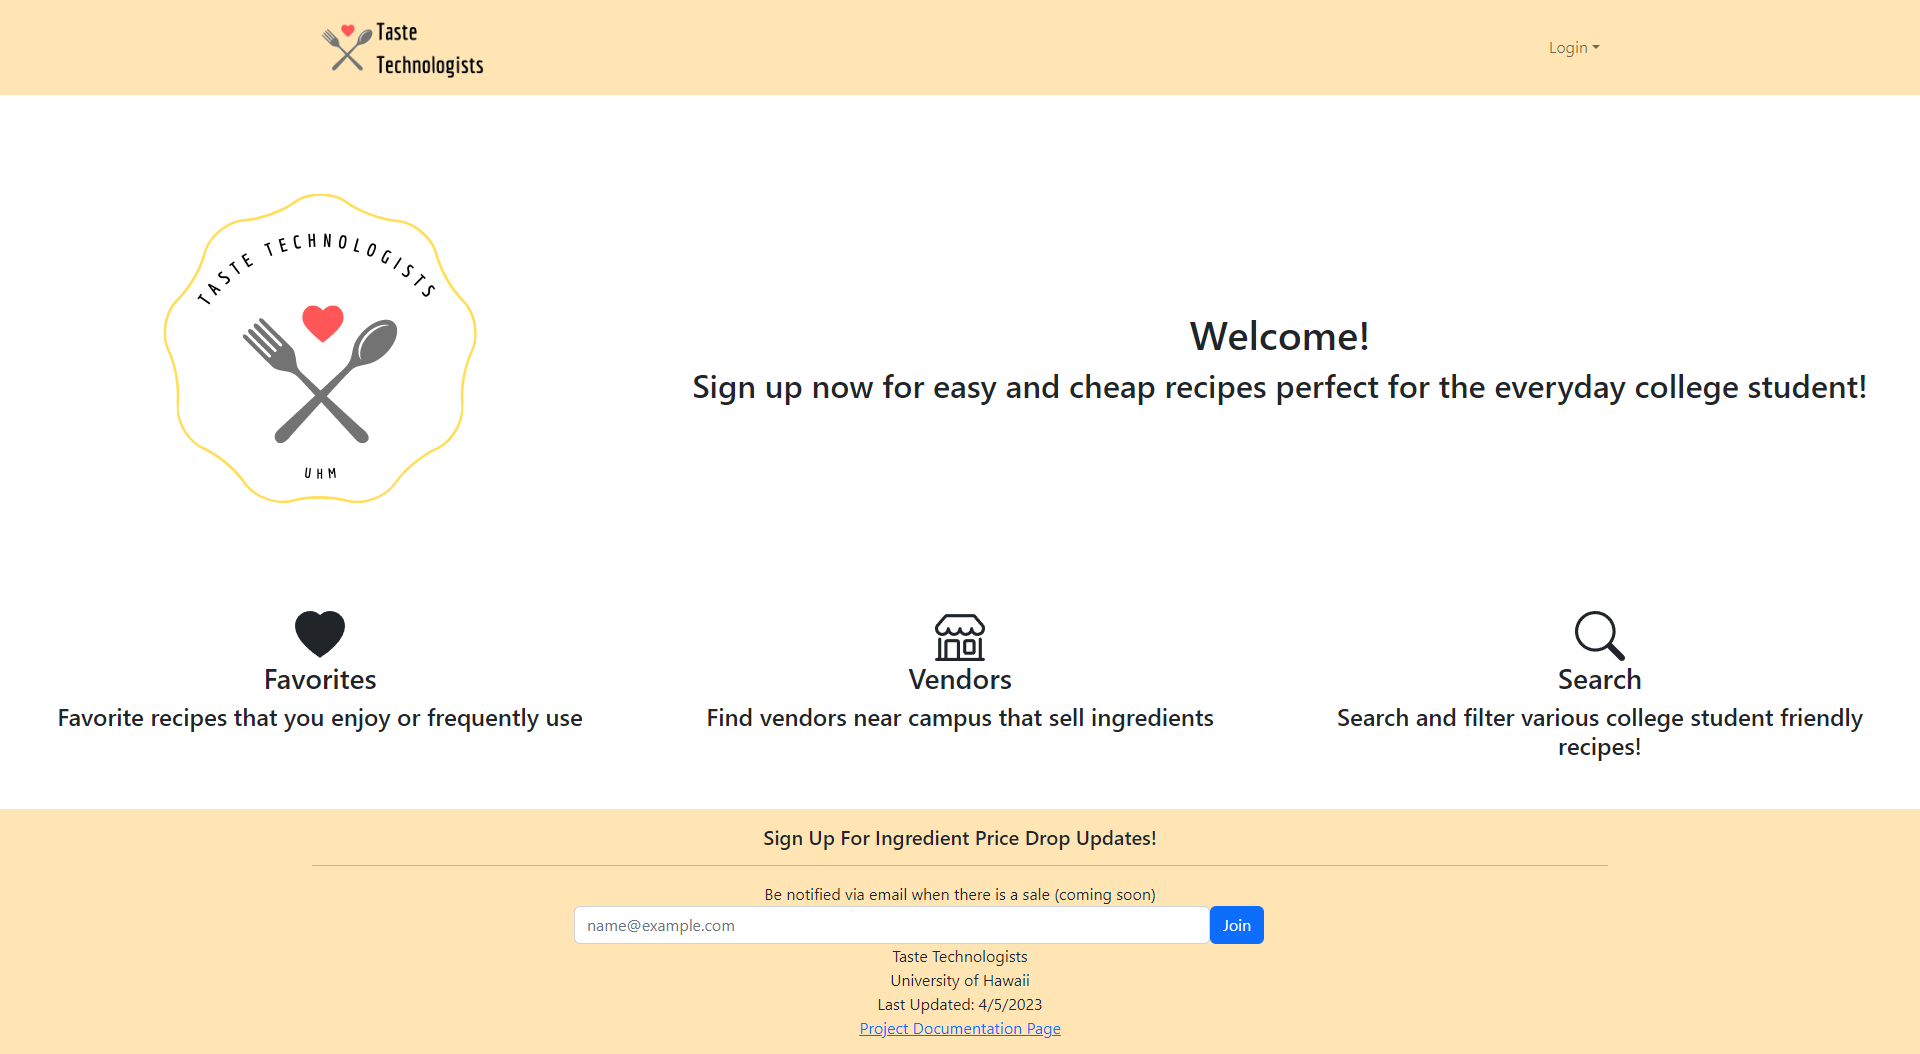 Taste
Technologists
Login
TASTE TECHNOLOGISTS
UHM
Welcome!
Sign up now for easy and cheap recipes perfect for the everyday college student!
Favorites
Favorite recipes that you enjoy or frequently use
Vendors
Find vendors near campus that sell ingredients
Search
Search and filter various college student friendly
recipes!
Sign Up For Ingredient Price Drop Updates!
Be notified via email when there is a sale (coming soon)
name@example.com
Join
Taste Technologists
University of Hawaii
Last Updated: 4/5/2023
Project Documentation Page